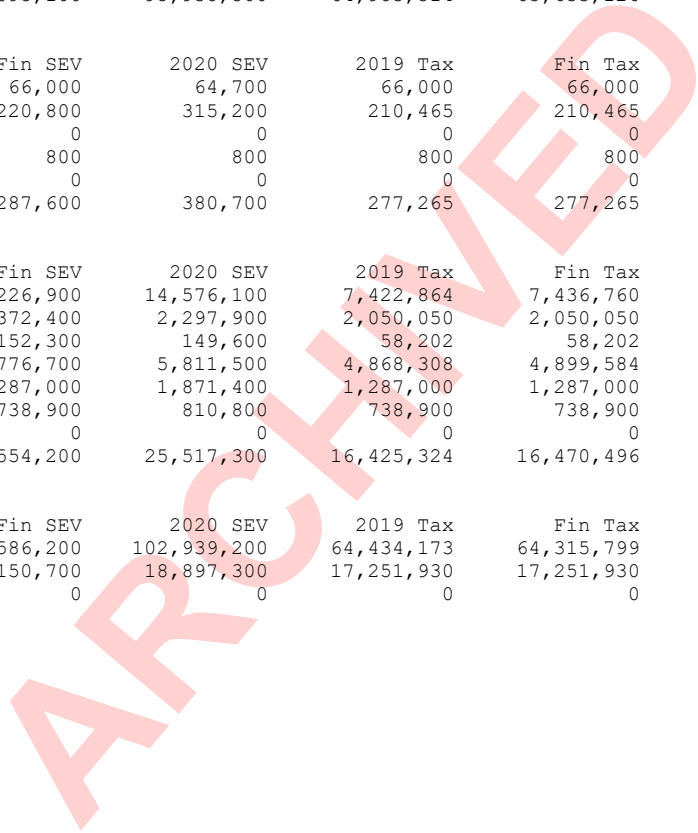 Fin SEV 2020 SEV 2019 Tax Fin Tax
66,000 64,700 66,000 66,000
220,800 315,200 210,465 210,465
0 0 0 0
800 800 800 800
0 0 0 0
287,600 380,700 277,265 277,265
Fin SEV 2020 SEV 2019 Tax Fin Tax
226,900 14,576,100 7,422,864 7,436,760
372,400 2,297,900 2,050,050 2,050,050
152,300 149,600 58,202 58,202
776,700 5,811,500 4,868,308 4,899,584
287,000 1,871,400 1,287,000 1,287,000
738,900 810,800 738,900 738,900
0 0 0 0
554,200 25,517,300 16,425,324 16,470,496
Fin SEV 2020 SEV 2019 Tax Fin Tax
586,200 102,939,200 64,434,173 64,315,799
150,700 18,897,300 17,251,930 17,251,930
0 0 0 0
ARCHIVED